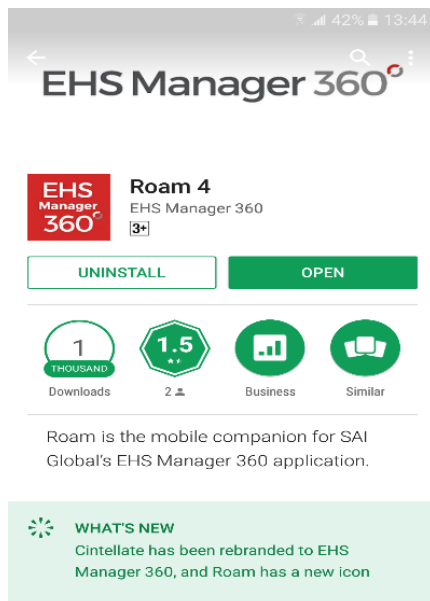 42% 13:44
EHS Manager 360°
EHS
Manager
360°
Roam 4
EHS Manager 360
3+
UNINSTALL
OPEN
1
THOUSAND
Downloads
1.5
2
Business
Similar
Roam is the mobile companion for SAI
Global's EHS Manager 360 application.
WHAT'S NEW
Cintellate has been rebranded to EHS
Manager 360, and Roam has a new icon